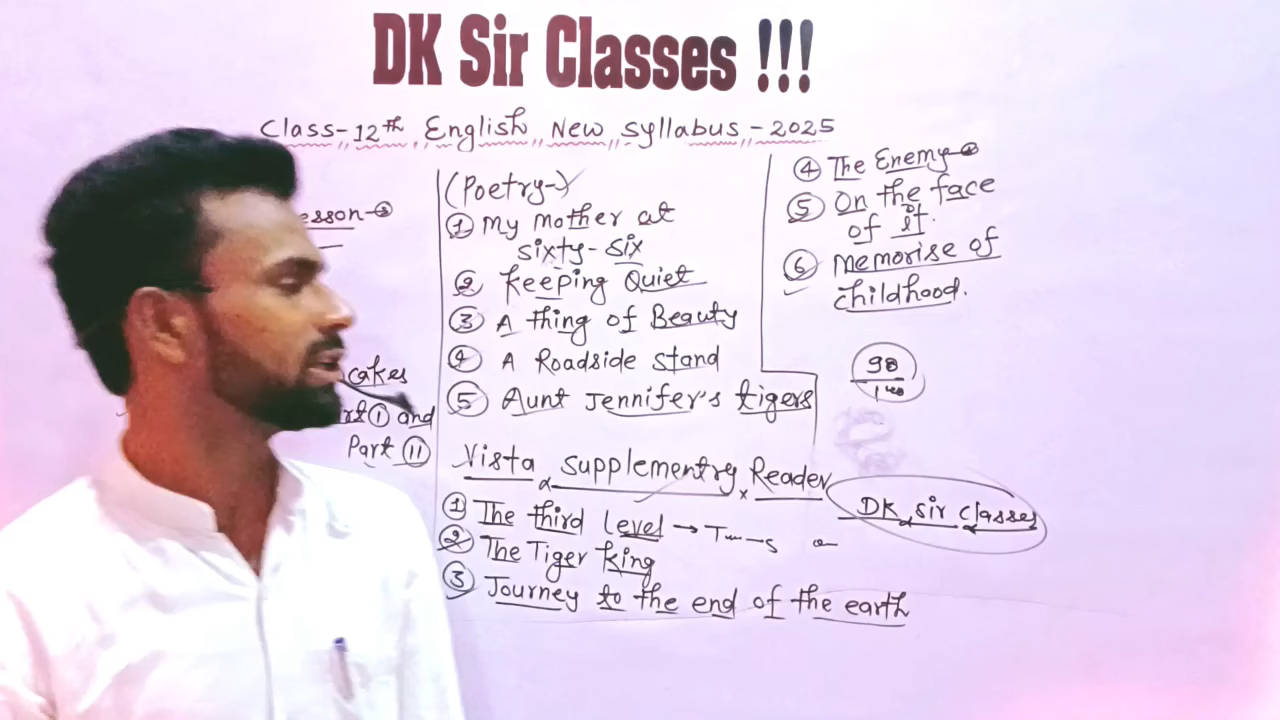 DK Sir Classes !!!
Class-12th English New syllabus - 2025
esson-
cakes
rt I and
Part II
(Poetry-)
① My mother at
sixty-six
② Keeping Quiet
③ A thing of Beauty
④ A Roadside stand
⑤ Aunt Jennifer's tigers
Vista supplementry Reader
① The third level →
② The Tiger king
③ Journey to the end of the earth
④ The Enemy
⑤ On the face
of it.
⑥ Memorise of
childhood.
98
DK sir classes